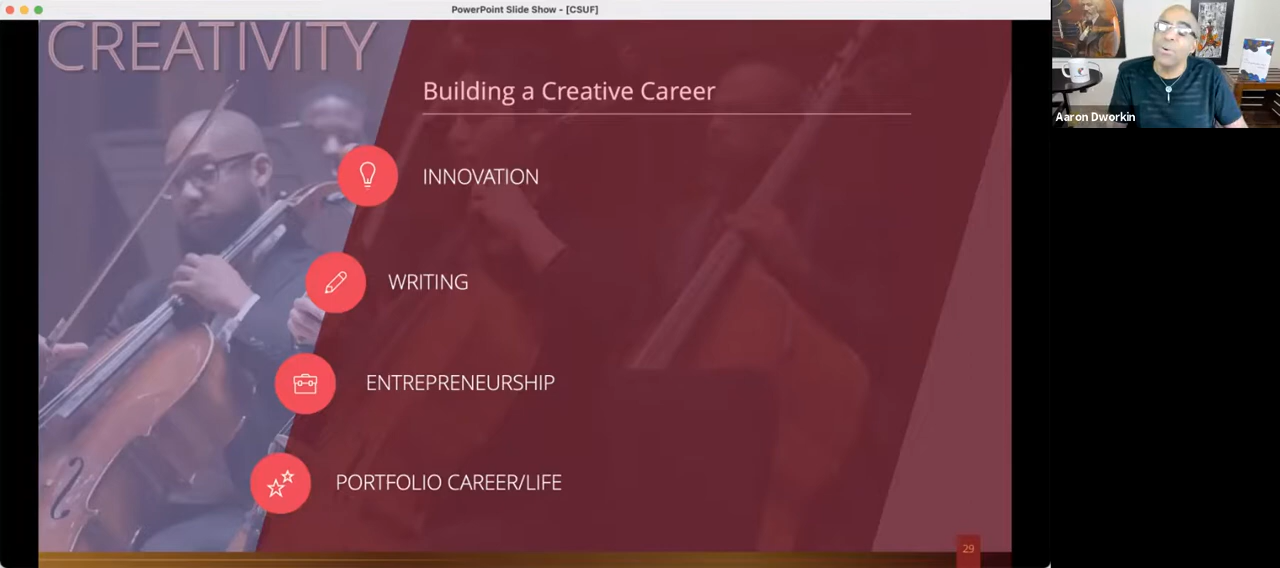 PowerPoint Slide Show - [CSUF]
CREATIVITY
Building a Creative Career
INNOVATION
WRITING
ENTREPRENEURSHIP
PORTFOLIO CAREER/LIFE
29
Aaron Dworkin